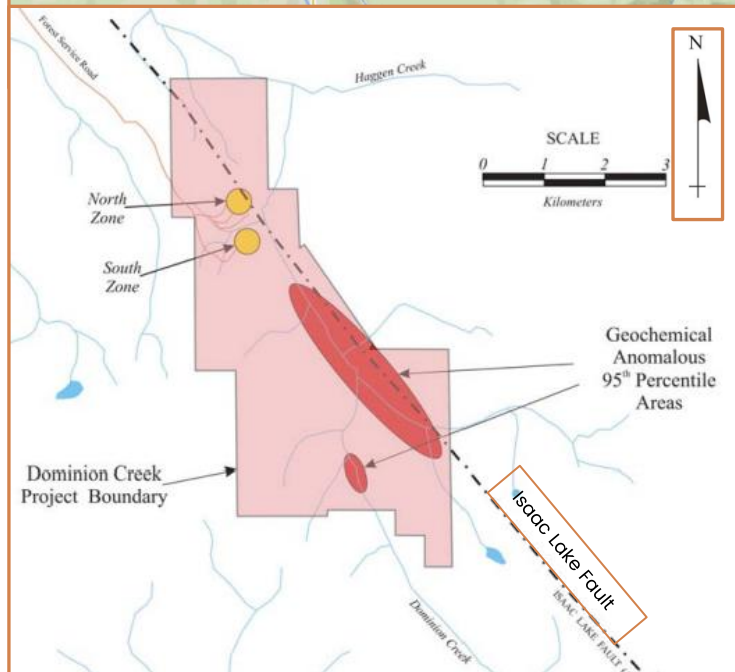 Forest Service Road
Haggen Creek
N
SCALE
0 1 2 3
Kilometers
North
Zone
South
Zone
Geochemical
Anomalous
95th Percentile
Areas
Dominion Creek
Project Boundary
Isaac Lake Fault
ISAAC LAKE FAULT
Dominion Creek